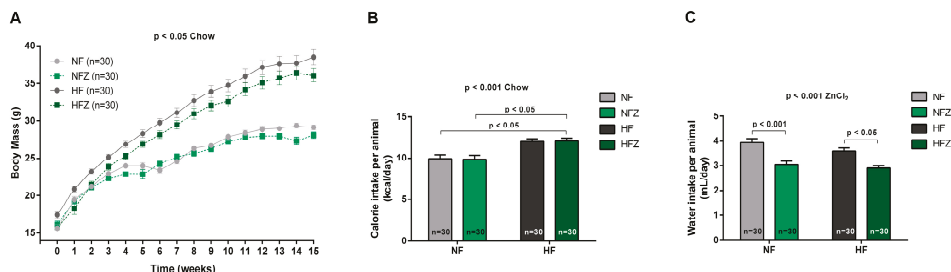 A
p < 0.05 Chow
40
35
30
25
20
15
Body Mass (g)
NF (n=30)
NFZ (n=30)
HF (n=30)
HFZ (n=30)
0 1 2 3 4 5 6 7 8 9 10 11 12 13 14 15
Time (weeks)
B
p < 0.001 Chow
p < 0.05
p < 0.05
15
10
5
0
Calorie intake per animal
(kcal/day)
n=30 n=30 n=30 n=30
NF HF
NF
NFZ
HF
HFZ
C
p < 0.001 ZnCl2
p < 0.001
p < 0.05
5
4
3
2
1
0
Water intake per animal
(mL/day)
n=30 n=30 n=30 n=30
NF HF
NF
NFZ
HF
HFZ